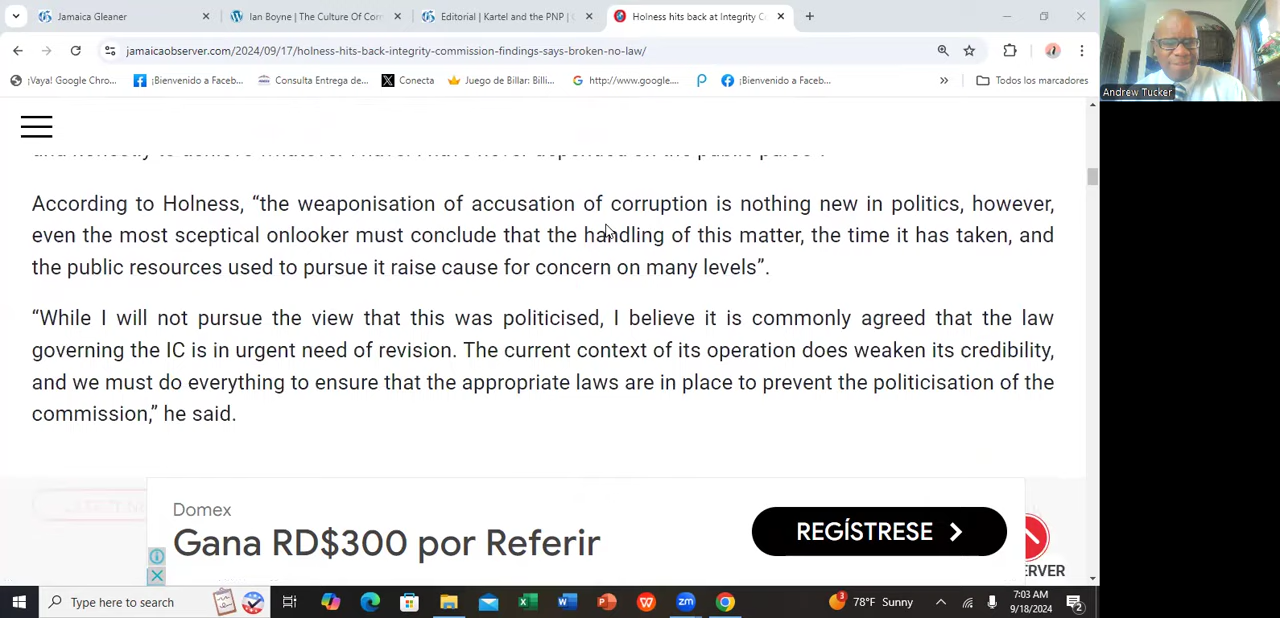 Jamaica Gleaner
Ian Boyne | The Culture Of Com
Editorial | Kartel and the PNP |
Holness hits back at Integrity C
jamaicaobserver.com/2024/09/17/holness-hits-back-integrity-commission-findings-says-broken-no-law/
¡Vaya! Google Chro...
¡Bienvenido a Faceb...
Consulta Entrega de...
Conecta
Juego de Billar: Billi...
http://www.google....
¡Bienvenido a Faceb...
»
Todos los marcadores
Andrew Tucker
According to Holness, “the weaponisation of accusation of corruption is nothing new in politics, however,
even the most sceptical onlooker must conclude that the handling of this matter, the time it has taken, and
the public resources used to pursue it raise cause for concern on many levels”.
“While I will not pursue the view that this was politicised, I believe it is commonly agreed that the law
governing the IC is in urgent need of revision. The current context of its operation does weaken its credibility,
and we must do everything to ensure that the appropriate laws are in place to prevent the politicisation of the
commission,” he said.
Domex
Gana RD$300 por Referir
REGÍSTRESE
ERVER
Type here to search
3
78°F Sunny
7:03 AM
9/18/2024
2